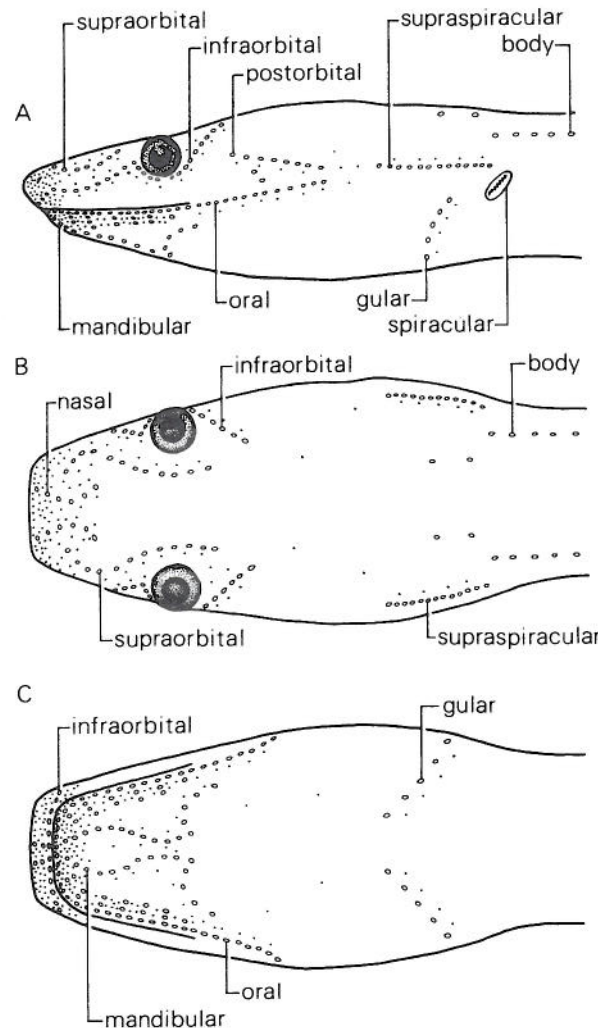 supraorbital
supraspiracular
infraorbital
body
postorbital
A
oral
gular
mandibular
spiracular
B
infraorbital
body
nasal
supraorbital
supraspiracular
C
infraorbital
gular
oral
mandibular